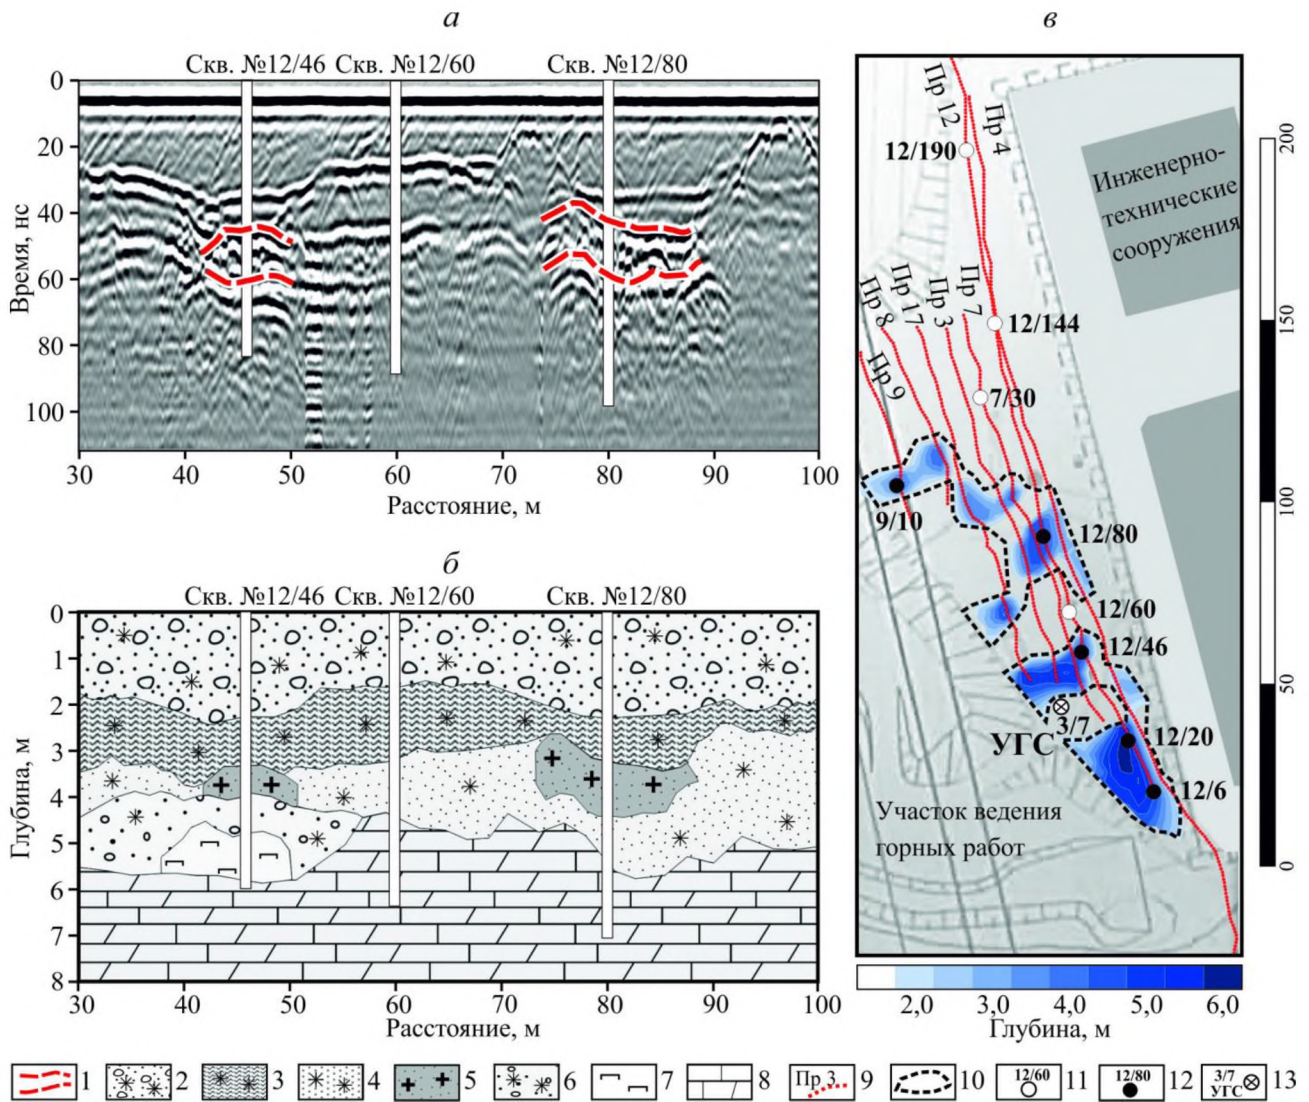 а
Скв. №12/46 Скв. №12/60 Скв. №12/80
0
20
40
60
80
100
Время, нс
30 40 50 60 70 80 90 100
Расстояние, м
б
Скв. №12/46 Скв. №12/60 Скв. №12/80
0
1
2
3
4
5
6
7
8
Глубина, м
30 40 50 60 70 80 90 100
Расстояние, м
в
Пр 12
Пр 4
12/190
Инженерно-
технические
сооружения
Пр 7
Пр 3
Пр 17
Пр 8
Пр 9
12/144
7/30
9/10
12/80
12/60
12/46
3/7
УГС
12/20
12/6
Участок ведения
горных работ
200
150
100
50
0
2,0 3,0 4,0 5,0 6,0
Глубина, м
1 2 3 4 5 6 7 8 Пр 3 9 10 12/60 11 12/80 12 3/7 УГС 13